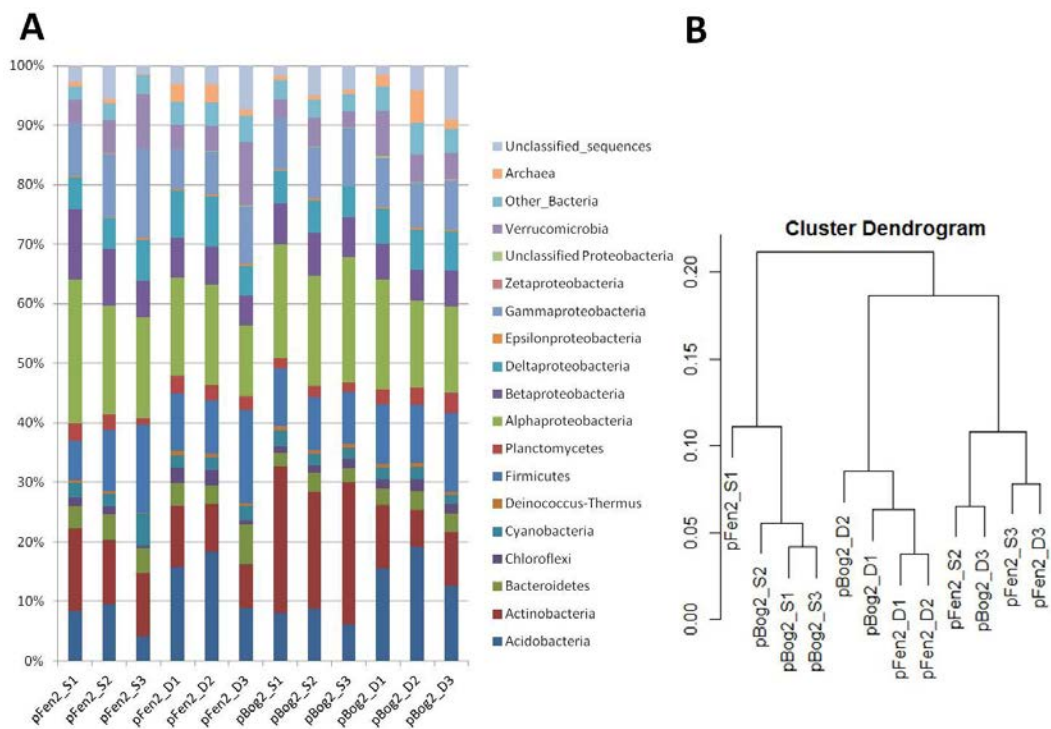 A
100%
90%
80%
70%
60%
50%
40%
30%
20%
10%
0%
pFen2_S1
pFen2_S2
pFen2_S3
pFen2_D1
pFen2_D2
pFen2_D3
pBog2_S1
pBog2_S2
pBog2_S3
pBog2_D1
pBog2_D2
pBog2_D3
Unclassified_sequences
Archaea
Other_Bacteria
Verrucomicrobia
Unclassified Proteobacteria
Zetaproteobacteria
Gammaproteobacteria
Epsilonproteobacteria
Deltaproteobacteria
Betaproteobacteria
Alphaproteobacteria
Planctomycetes
Firmicutes
Deinococcus-Thermus
Cyanobacteria
Chloroflexi
Bacteroidetes
Actinobacteria
Acidobacteria
B
Cluster Dendrogram
0.20
0.15
0.10
0.05
0.00
pFen2_S1
pBog2_S2
pBog2_S1
pBog2_S3
pBog2_D2
pBog2_D1
pFen2_D1
pFen2_D2
pFen2_S2
pBog2_D3
pFen2_S3
pFen2_D3